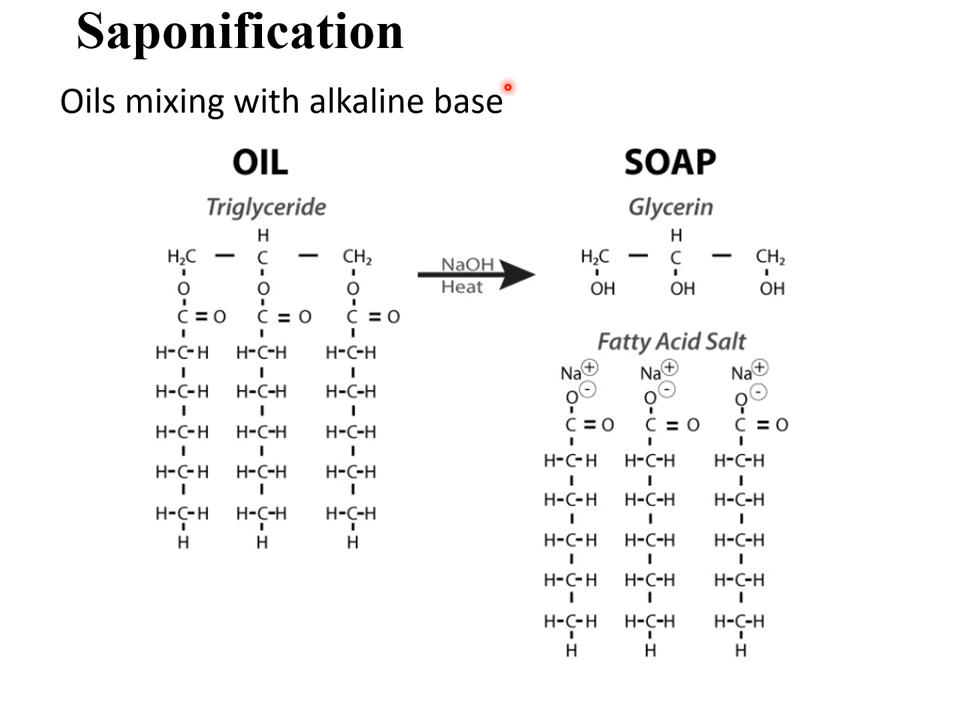 Saponification
Oils mixing with alkaline base
OIL
SOAP
Triglyceride
Glycerin
H
H
H₂C — C — CH₂
H₂C — C — CH₂
NaOH
Heat
O O O
OH OH OH
C = O C = O C = O
Fatty Acid Salt
H-C-H H-C-H H-C-H
Na⊕ Na⊕ Na⊕
H-C-H H-C-H H-C-H
O⊖ O⊖ O⊖
C = O C = O C = O
H-C-H H-C-H H-C-H
H-C-H H-C-H H-C-H
H-C-H H-C-H H-C-H
H-C-H H-C-H H-C-H
H-C-H H-C-H H-C-H
H H H
H-C-H H-C-H H-C-H
H-C-H H-C-H H-C-H
H-C-H H-C-H H-C-H
H H H